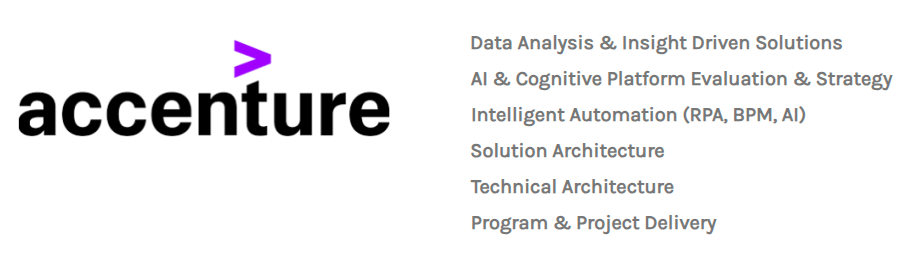 accenture
Data Analysis & Insight Driven Solutions
AI & Cognitive Platform Evaluation & Strategy
Intelligent Automation (RPA, BPM, AI)
Solution Architecture
Technical Architecture
Program & Project Delivery